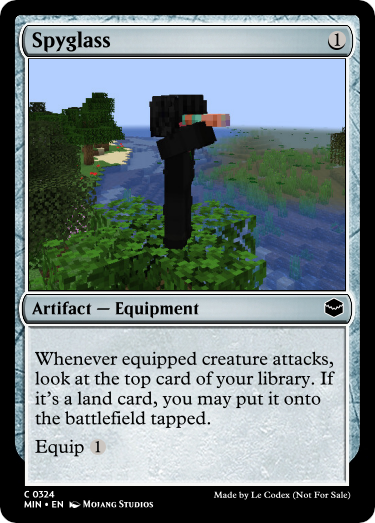 Spyglass 1
Artifact — Equipment
Whenever equipped creature attacks,
look at the top card of your library. If
it's a land card, you may put it onto
the battlefield tapped.
Equip 1
C 0324
MIN • EN Mojang Studios
Made by Le Codex (Not For Sale)